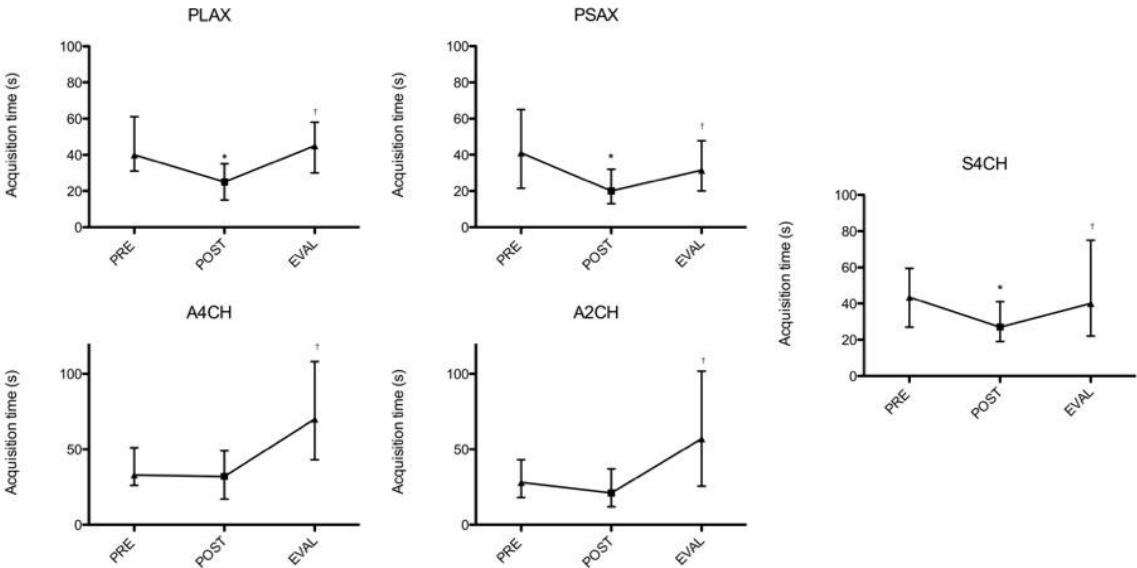 PLAX
Acquisition time (s)
100
80
60
40
20
0
*
†
PRE
POST
EVAL
PSAX
Acquisition time (s)
100
80
60
40
20
0
*
†
PRE
POST
EVAL
S4CH
Acquisition time (s)
100
80
60
40
20
0
*
†
PRE
POST
EVAL
A4CH
Acquisition time (s)
100
50
0
†
PRE
POST
EVAL
A2CH
Acquisition time (s)
100
50
0
†
PRE
POST
EVAL